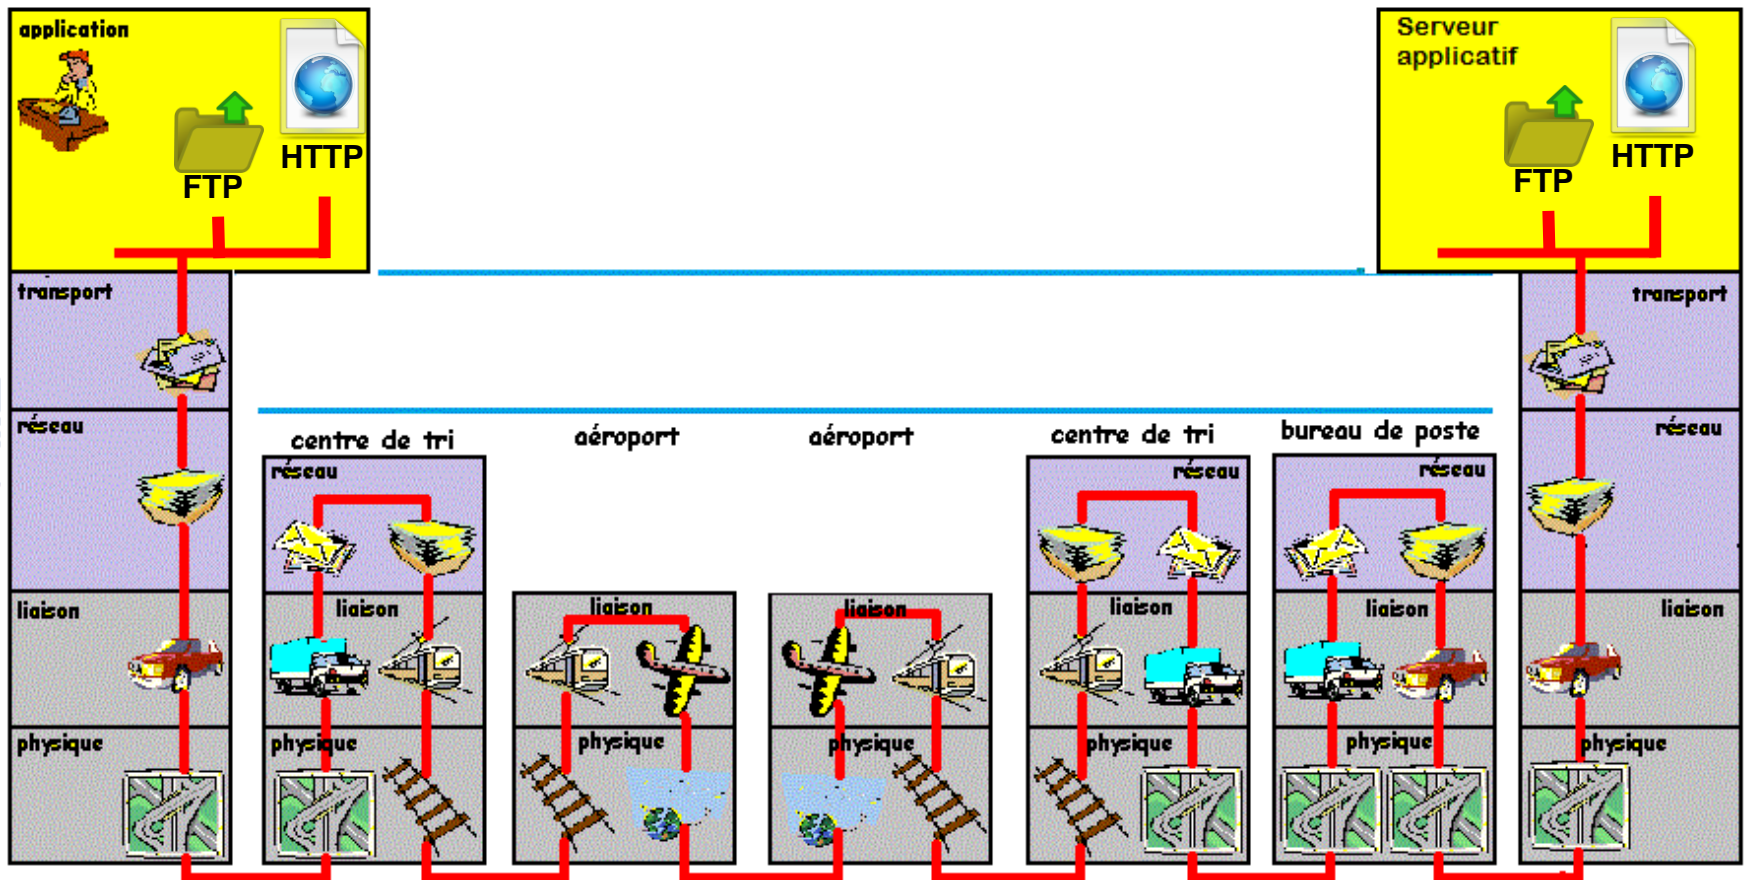 application
HTTP
FTP
Serveur
applicatif
HTTP
FTP
transport
transport
réseau
réseau
centre de tri
aéroport
aéroport
centre de tri
bureau de poste
réseau
réseau
réseau
liaison
liaison
liaison
liaison
liaison
liaison
liaison
physique
physique
physique
physique
physique
physique
physique